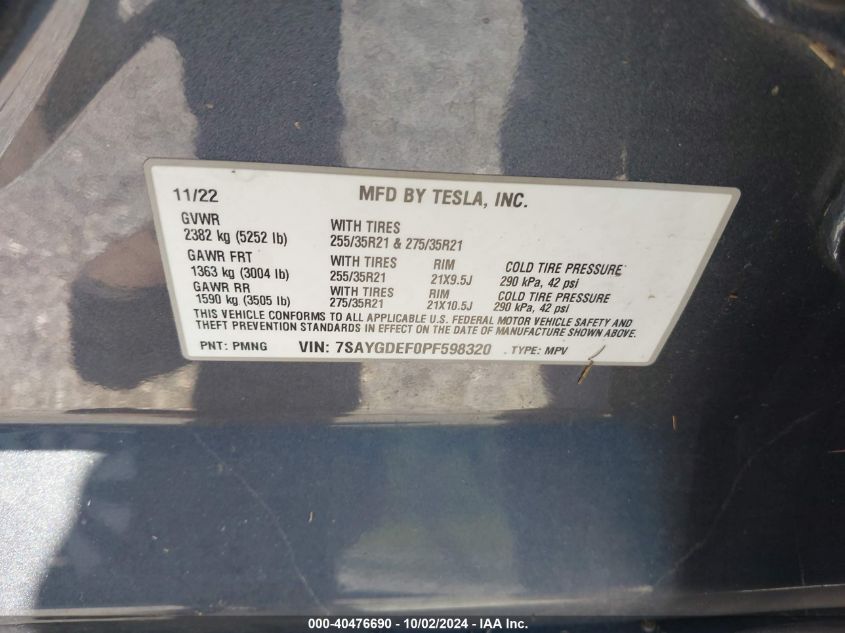 11/22 MFD BY TESLA, INC.
GVWR
2382 kg (5252 lb) WITH TIRES
255/35R21 & 275/35R21
GAWR FRT WITH TIRES RIM COLD TIRE PRESSURE
1363 kg (3004 lb) 255/35R21 21X9.5J 290 kPa, 42 psi
GAWR RR WITH TIRES RIM COLD TIRE PRESSURE
1590 kg (3505 lb) 275/35R21 21X10.5J 290 kPa, 42 psi
THIS VEHICLE CONFORMS TO ALL APPLICABLE U.S. FEDERAL MOTOR VEHICLE SAFETY AND
THEFT PREVENTION STANDARDS IN EFFECT ON THE DATE OF MANUFACTURE SHOWN ABOVE.
PNT: PMNG VIN: 7SAYGDEF0PF598320 TYPE: MPV
000-40476690 - 10/02/2024 - IAA Inc.